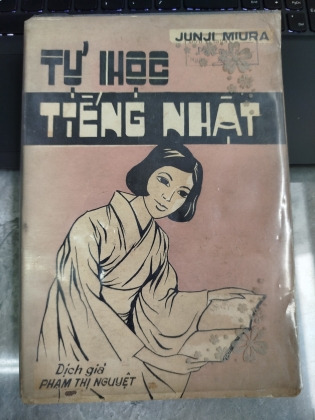 JUNJI MIURA
TỰ HỌC
TIẾNG NHẬT
Dịch giả
PHẠM THỊ NGUYỆT